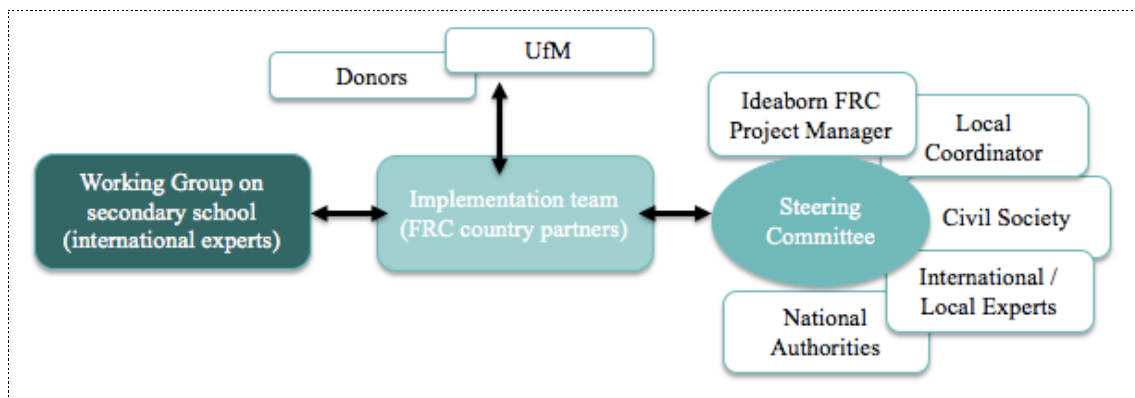 UfM
Donors
Working Group on
secondary school
(international experts)
Implementation team
(FRC country partners)
Steering
Committee
Ideaborn FRC
Project Manager
Local
Coordinator
Civil Society
International /
Local Experts
National
Authorities